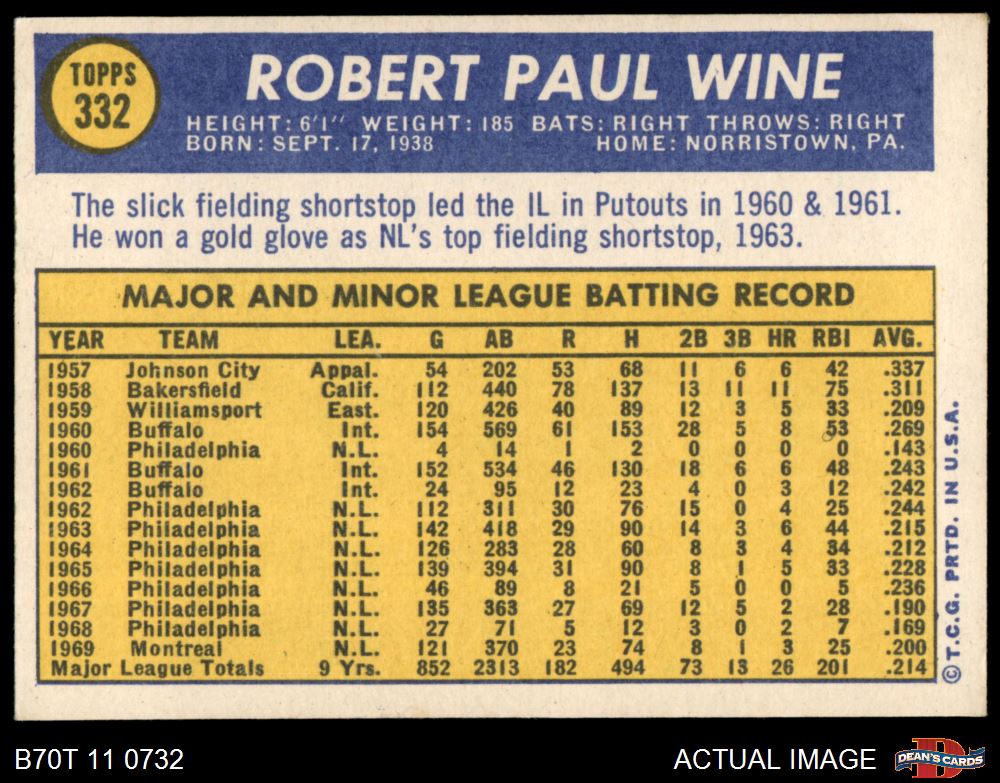 TOPPS
332
ROBERT PAUL WINE
HEIGHT: 6'1" WEIGHT: 185 BATS: RIGHT THROWS: RIGHT
BORN: SEPT. 17, 1938 HOME: NORRISTOWN, PA.
The slick fielding shortstop led the IL in Putouts in 1960 & 1961.
He won a gold glove as NL's top fielding shortstop, 1963.
MAJOR AND MINOR LEAGUE BATTING RECORD
YEAR TEAM LEA. G AB R H 2B 3B HR RBI AVG.
1957 Johnson City Appal. 54 202 53 68 11 6 6 42 .337
1958 Bakersfield Calif. 112 440 78 137 13 11 11 75 .311
1959 Williamsport East. 120 426 40 89 12 3 5 33 .209
1960 Buffalo Int. 154 569 61 153 28 5 8 53 .269
1960 Philadelphia N.L. 4 14 1 2 0 0 0 0 .143
1961 Buffalo Int. 152 534 46 130 18 6 6 48 .243
1962 Buffalo Int. 24 95 12 23 4 0 3 12 .242
1962 Philadelphia N.L. 112 311 30 76 15 0 4 25 .244
1963 Philadelphia N.L. 142 418 29 90 14 3 6 44 .215
1964 Philadelphia N.L. 126 283 28 60 8 3 4 34 .212
1965 Philadelphia N.L. 139 394 31 90 8 1 5 33 .228
1966 Philadelphia N.L. 46 89 8 21 5 0 0 5 .236
1967 Philadelphia N.L. 135 363 27 69 12 5 2 28 .190
1968 Philadelphia N.L. 27 71 5 12 3 0 2 7 .169
1969 Montreal N.L. 121 370 23 74 8 1 3 25 .200
Major League Totals 9 Yrs. 852 2313 182 494 73 13 26 201 .214
© T.C.G. PRTD. IN U.S.A.
B70T 11 0732 ACTUAL IMAGE
D
DEAN'S CARDS